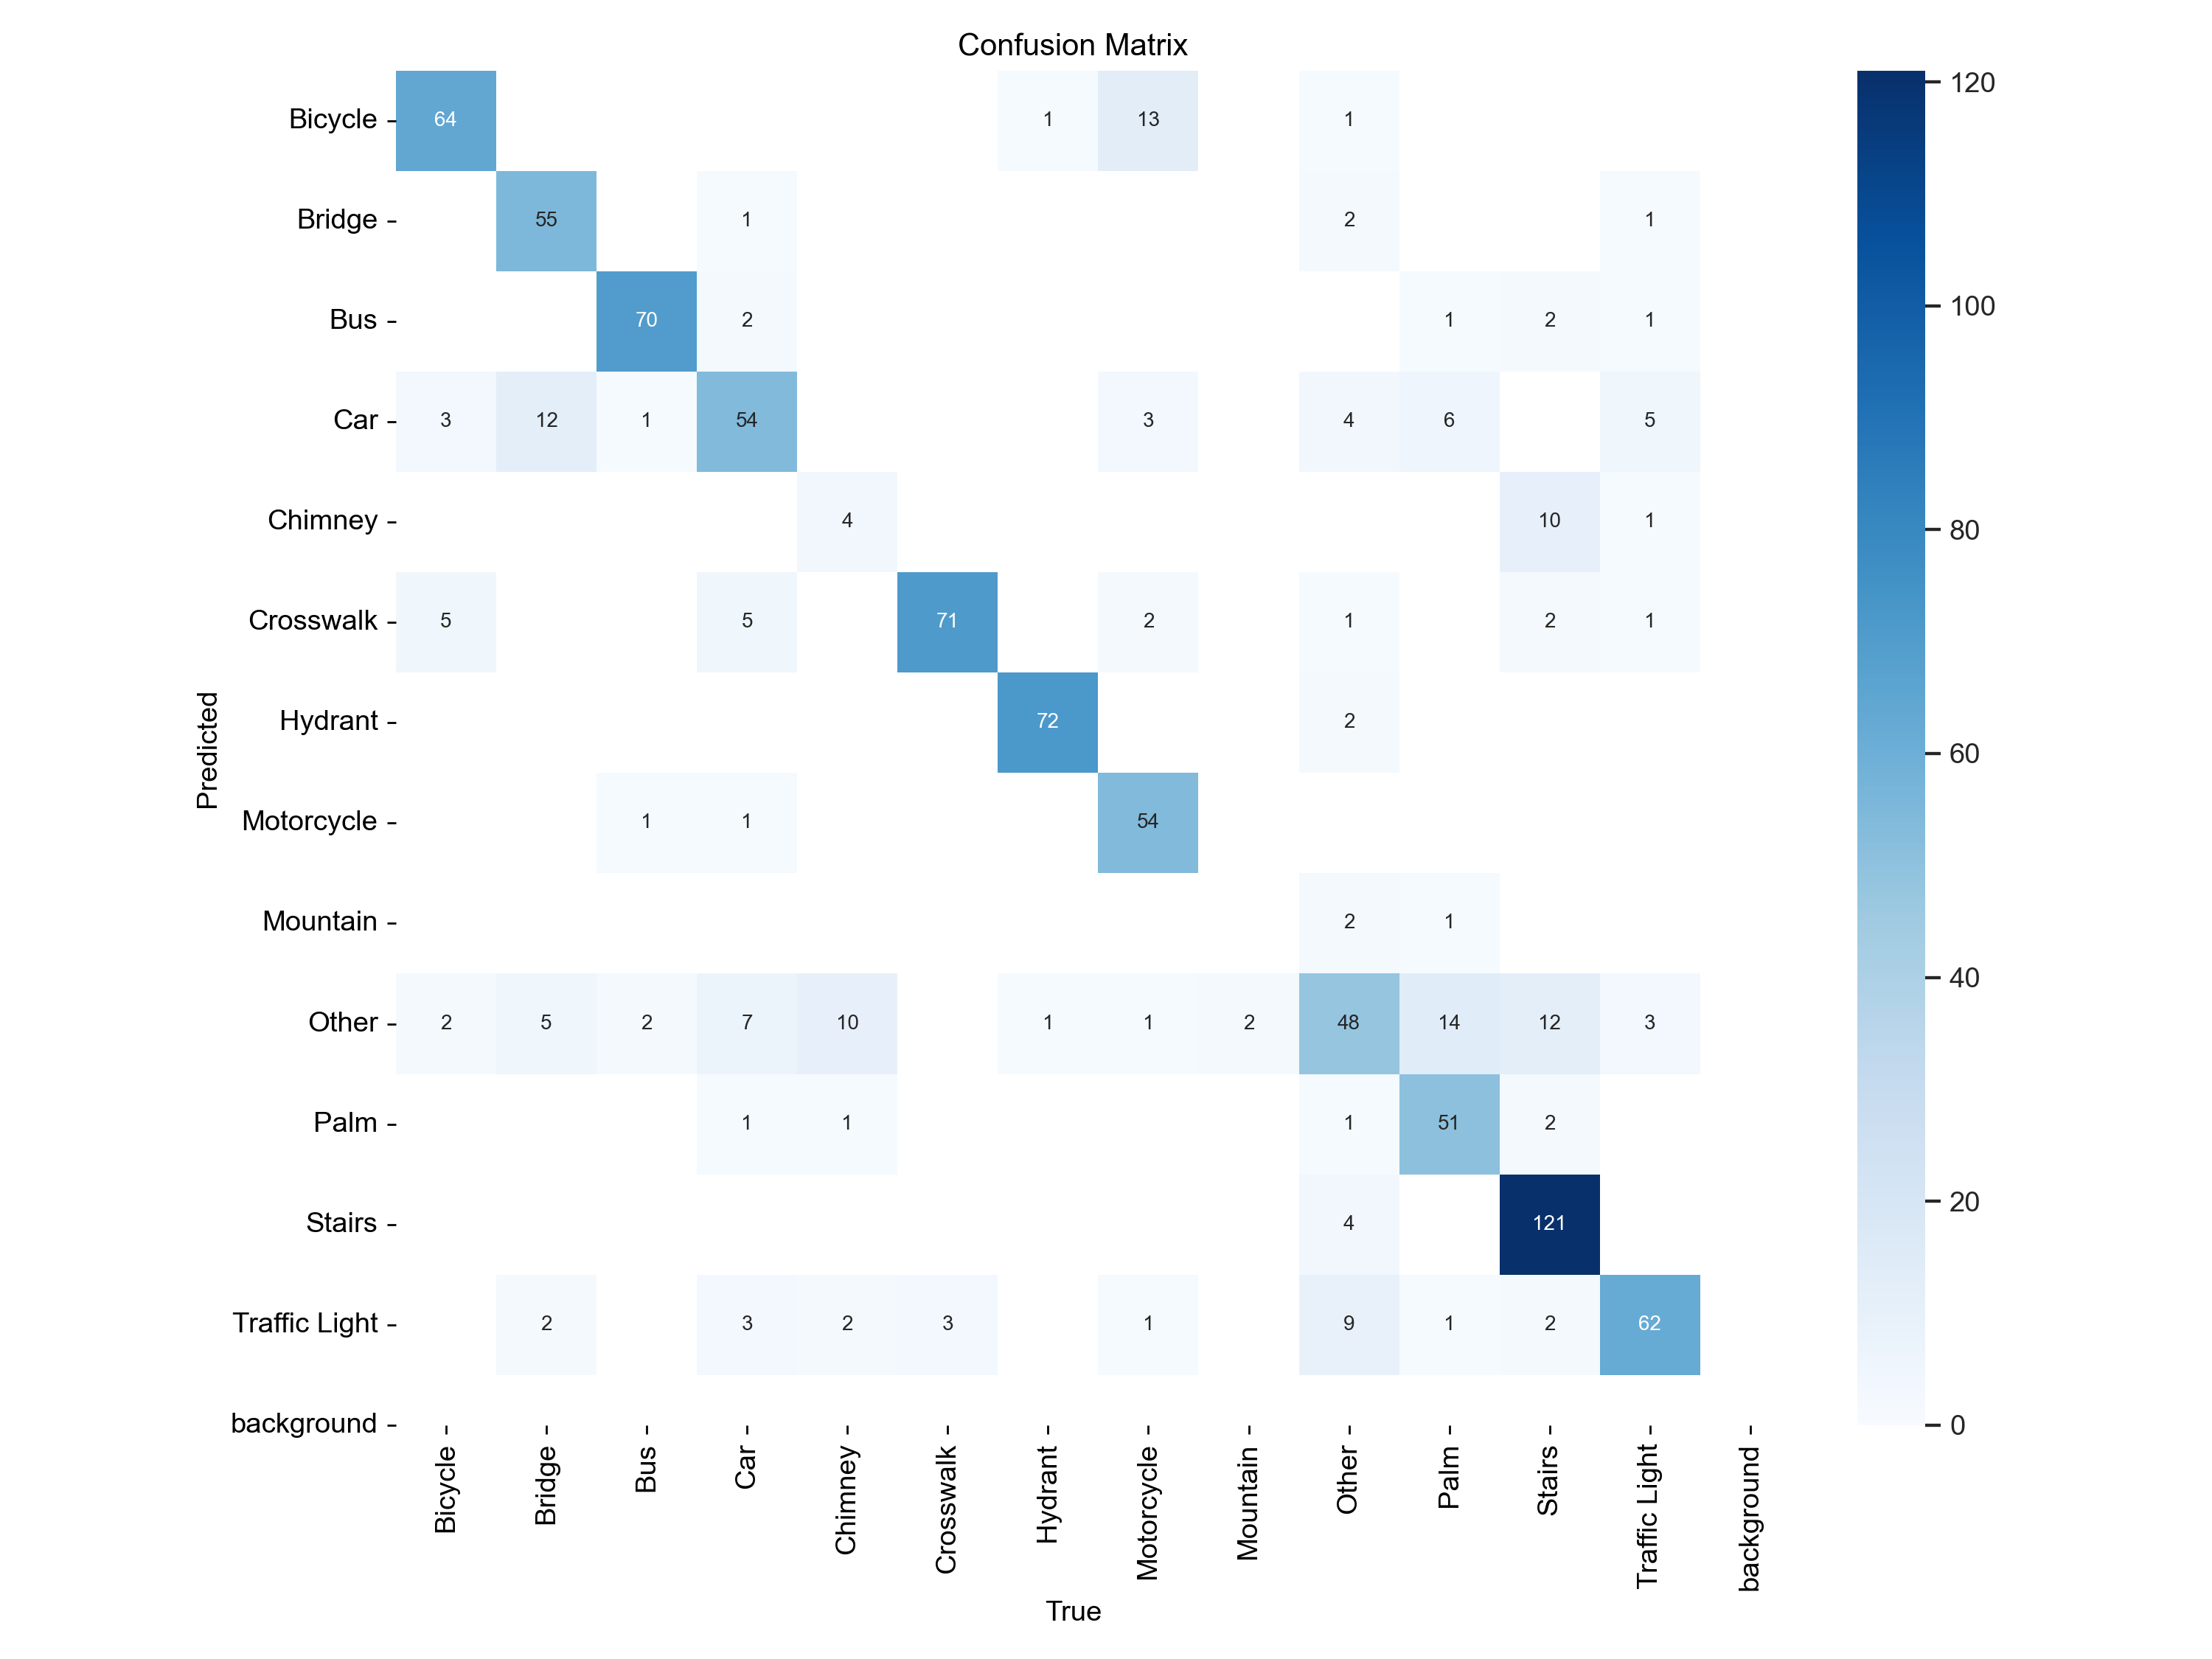 Confusion Matrix
Bicycle 64 1 13 1
Bridge 55 1 2 1
Bus 70 2 1 2 1
Car 3 12 1 54 3 4 6 5
Chimney 4 10 1
Crosswalk 5 5 71 2 1 2 1
Hydrant 72 2
Motorcycle 1 1 54
Mountain 2 1
Other 2 5 2 7 10 1 1 2 48 14 12 3
Palm 1 1 1 51 2
Stairs 4 121
Traffic Light 2 3 2 3 1 9 1 2 62
background
Predicted
Bicycle Bridge Bus Car Chimney Crosswalk Hydrant Motorcycle Mountain Other Palm Stairs Traffic Light background
True
120
100
80
60
40
20
0